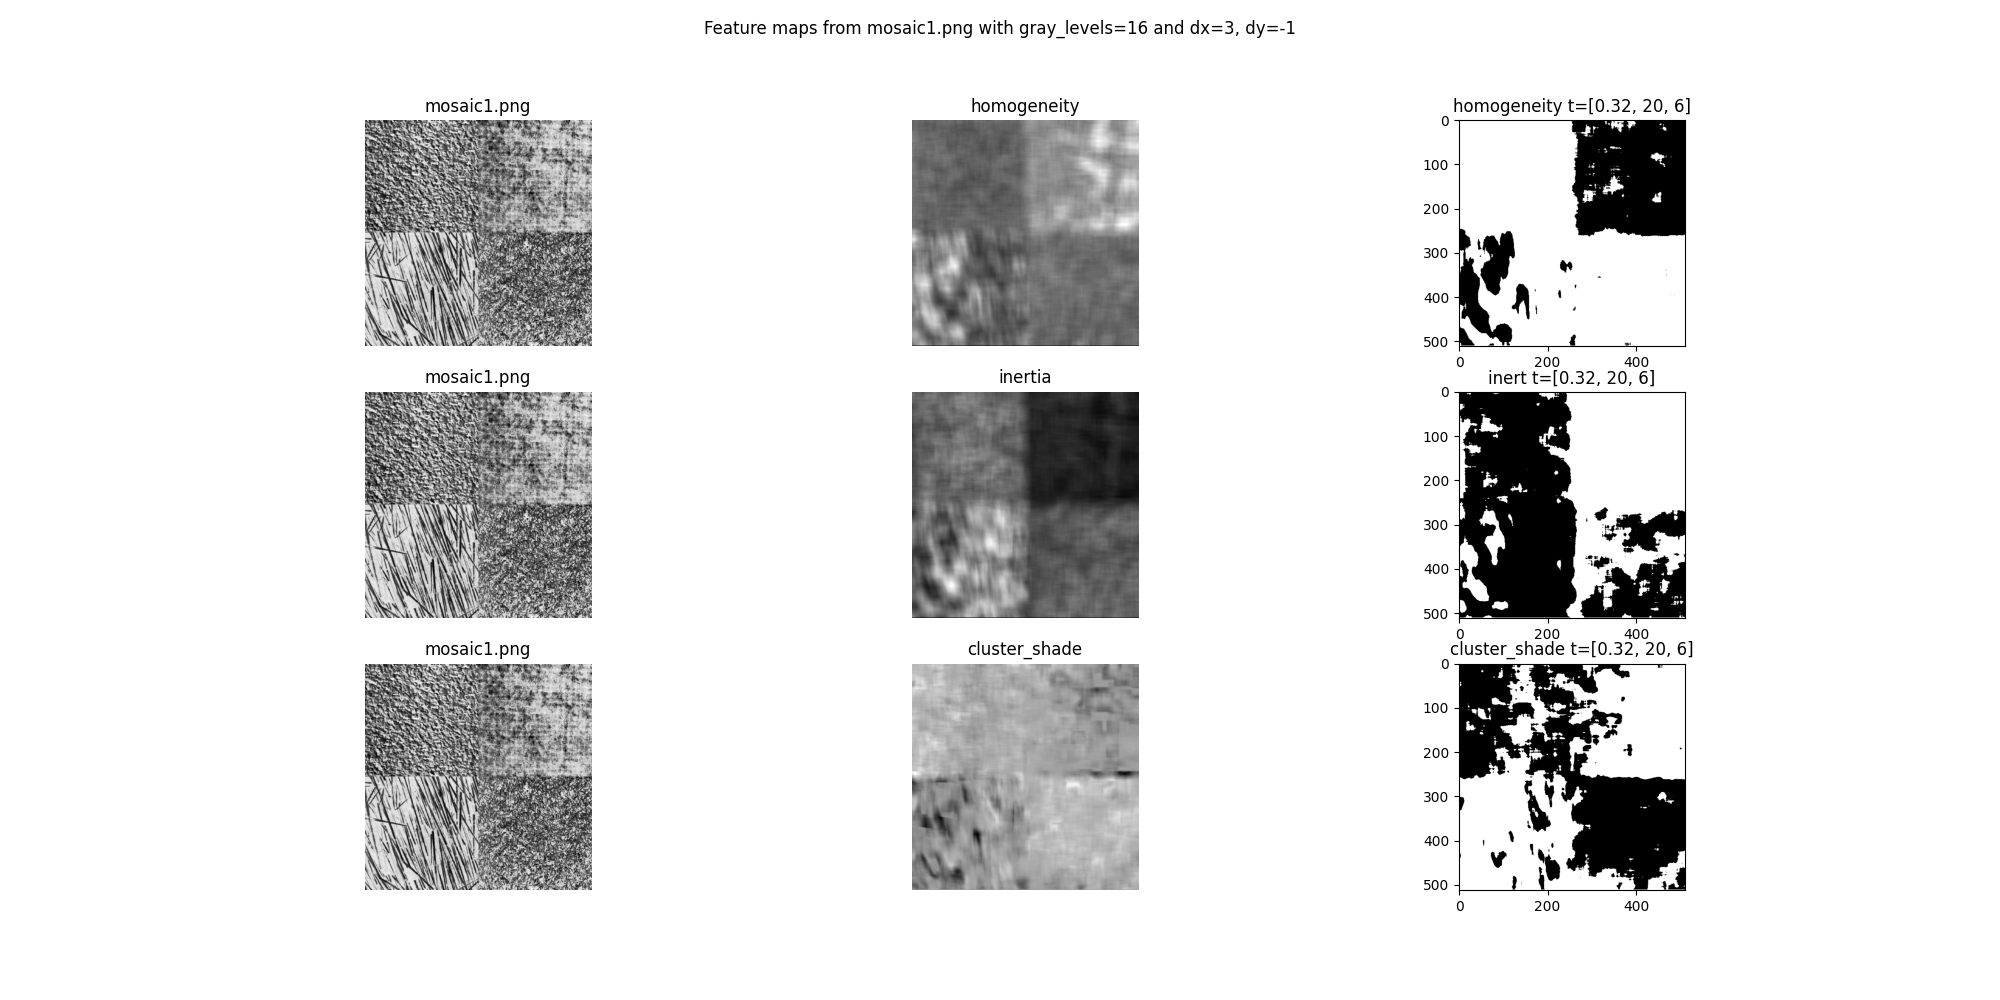 Feature maps from mosaic1.png with gray_levels=16 and dx=3, dy=-1
mosaic1.png
homogeneity
homogeneity t=[0.32, 20, 6]
0
100
200
300
400
500
0 200 400
mosaic1.png
inertia
inert t=[0.32, 20, 6]
0
100
200
300
400
500
0 200 400
mosaic1.png
cluster_shade
cluster_shade t=[0.32, 20, 6]
0
100
200
300
400
500
0 200 400